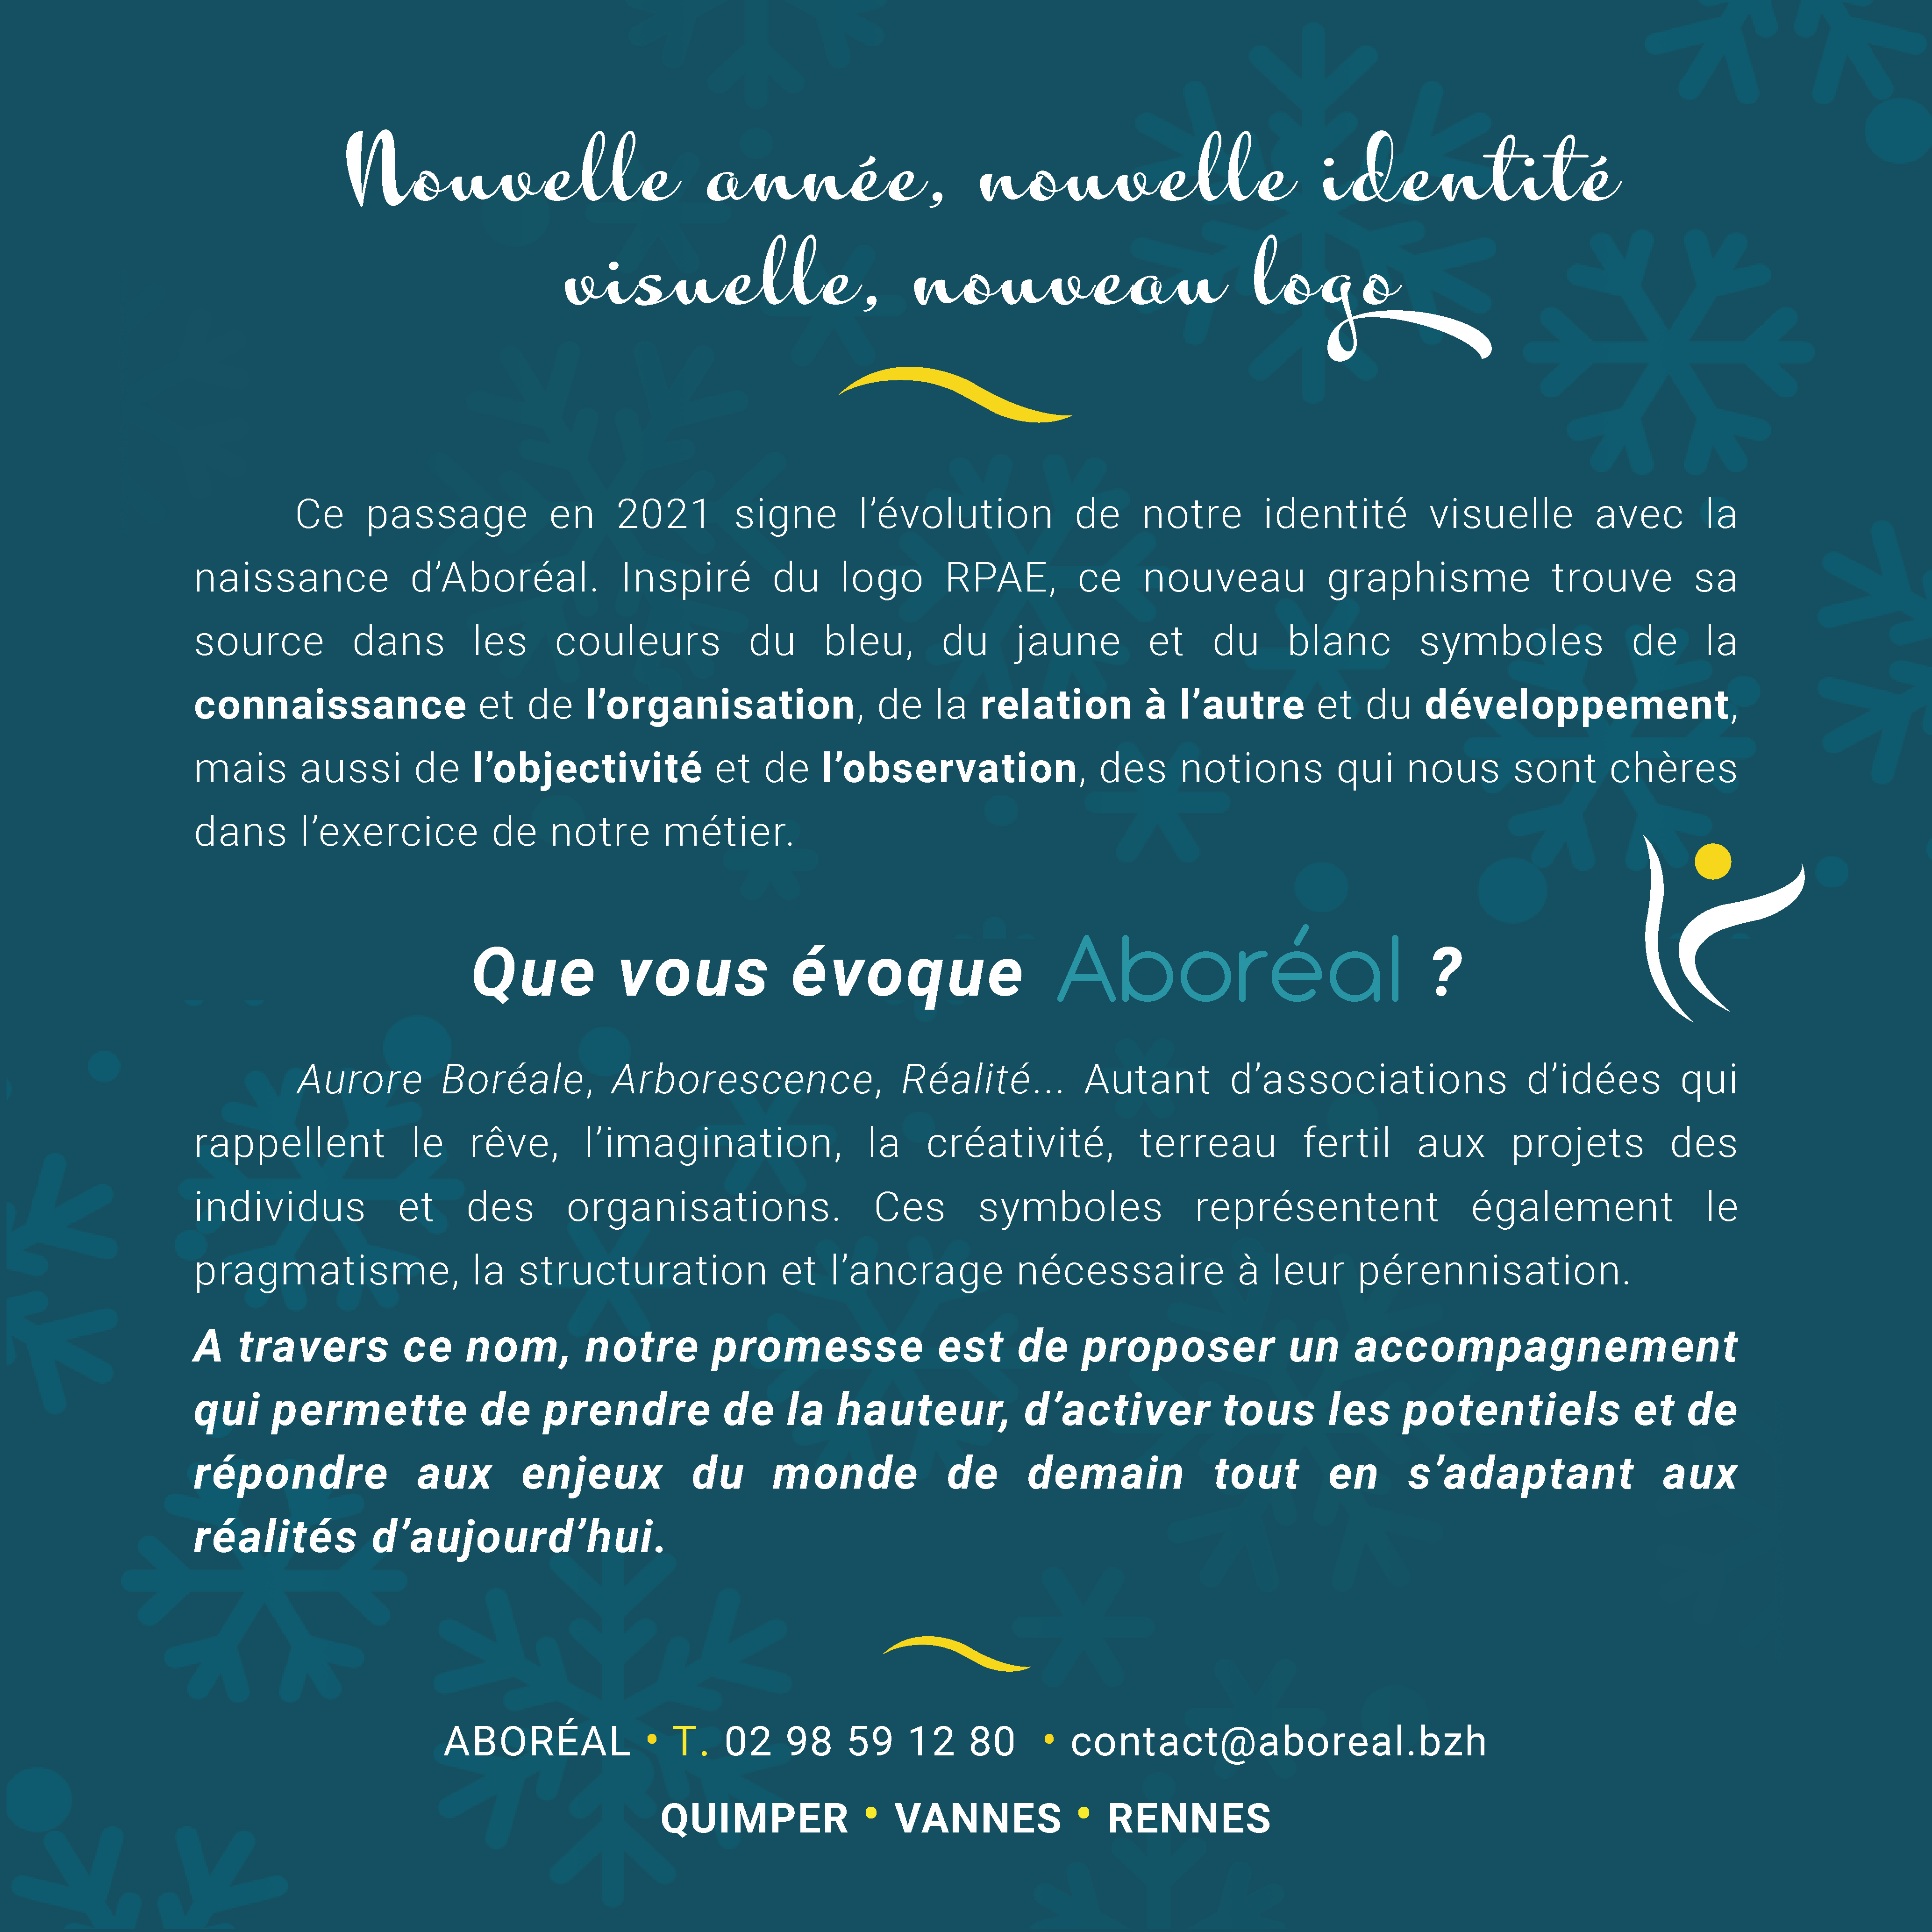 Nouvelle année, nouvelle identité
visuelle, nouveau logo
Ce passage en 2021 signe l’évolution de notre identité visuelle avec la
naissance d’Aboréal. Inspiré du logo RPAE, ce nouveau graphisme trouve sa
source dans les couleurs du bleu, du jaune et du blanc symboles de la
connaissance et de l’organisation, de la relation à l’autre et du développement,
mais aussi de l’objectivité et de l’observation, des notions qui nous sont chères
dans l’exercice de notre métier.
Que vous évoque Aboréal ?
Aurore Boréale, Arborescence, Réalité... Autant d’associations d’idées qui
rappellent le rêve, l’imagination, la créativité, terreau fertil aux projets des
individus et des organisations. Ces symboles représentent également le
pragmatisme, la structuration et l’ancrage nécessaire à leur pérennisation.
A travers ce nom, notre promesse est de proposer un accompagnement
qui permette de prendre de la hauteur, d’activer tous les potentiels et de
répondre aux enjeux du monde de demain tout en s’adaptant aux
réalités d’aujourd’hui.
ABORÉAL • T. 02 98 59 12 80 • contact@aboreal.bzh
QUIMPER • VANNES • RENNES